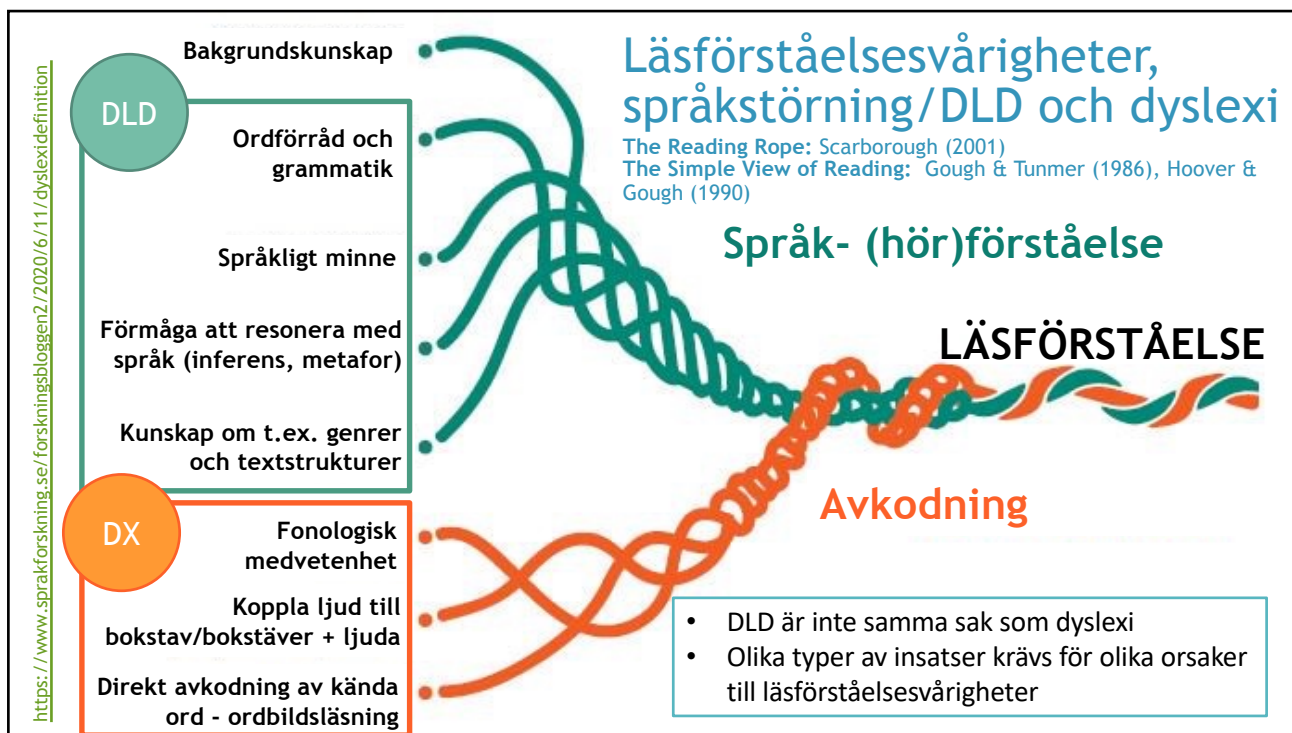 Läsförståelsesvårigheter,
språkstörning/DLD och dyslexi
The Reading Rope: Scarborough (2001)
The Simple View of Reading: Gough & Tunmer (1986), Hoover &
Gough (1990)
https://www.sprakforskning.se/forskningsbloggen2/2020/6/11/dyslexidefinition
Bakgrundskunskap
DLD
Ordförråd och
grammatik
Språkligt minne
Förmåga att resonera med
språk (inferens, metafor)
Kunskap om t.ex. genrer
och textstrukturer
DX
Fonologisk
medvetenhet
Koppla ljud till
bokstav/bokstäver + ljuda
Direkt avkodning av kända
ord - ordbildsläsning
Språk- (hör)förståelse
LÄSFÖRSTÅELSE
Avkodning
• DLD är inte samma sak som dyslexi
• Olika typer av insatser krävs för olika orsaker
till läsförståelsesvårigheter